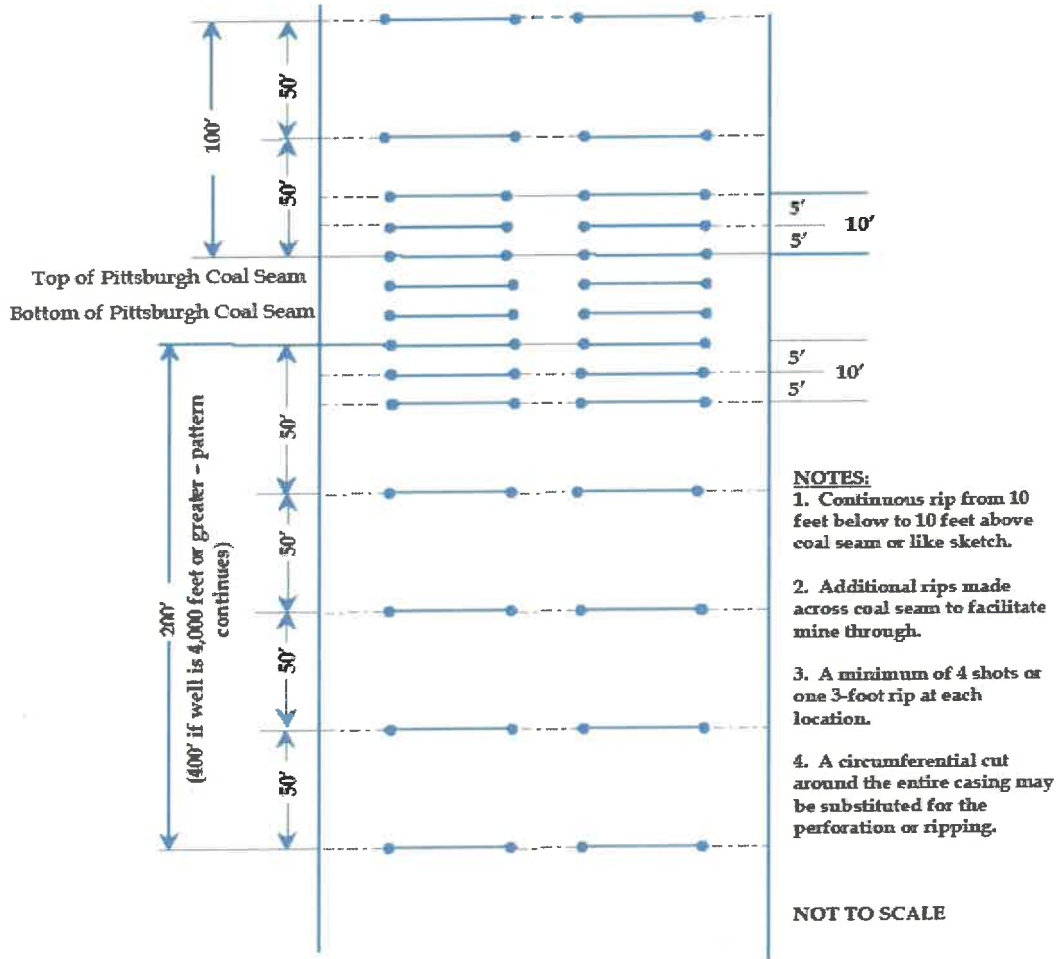 50'
100'
50'
5'
10'
5'
Top of Pittsburgh Coal Seam
Bottom of Pittsburgh Coal Seam
5'
10'
5'
50'
50'
200'
(400' if well is 4,000 feet or greater – pattern
continues)
50'
50'
NOTES:
1. Continuous rip from 10
feet below to 10 feet above
coal seam or like sketch.
2. Additional rips made
across coal seam to facilitate
mine through.
3. A minimum of 4 shots or
one 3-foot rip at each
location.
4. A circumferential cut
around the entire casing may
be substituted for the
perforation or ripping.
NOT TO SCALE